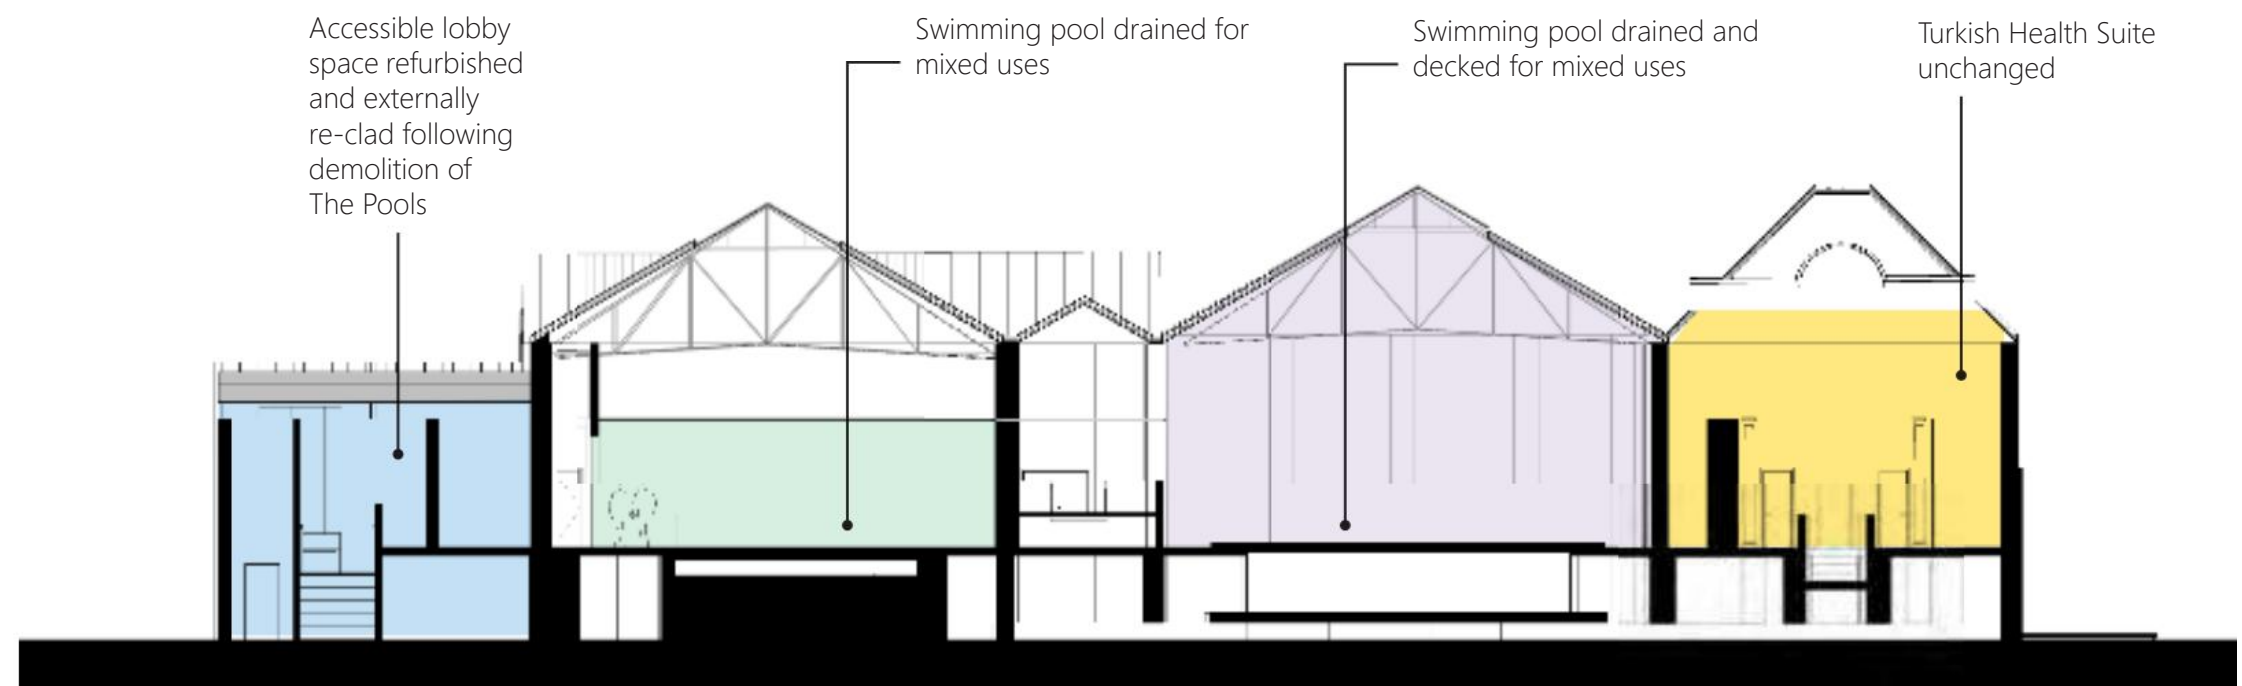 Accessible lobby
space refurbished
and externally
re-clad following
demolition of
The Pools
Swimming pool drained for
mixed uses
Swimming pool drained and
decked for mixed uses
Turkish Health Suite
unchanged